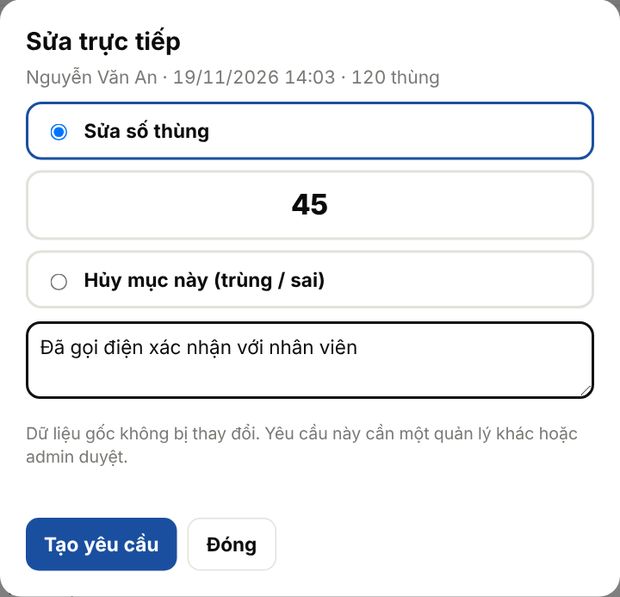 Sửa trực tiếp
Nguyễn Văn An · 19/11/2026 14:03 · 120 thùng
Sửa số thùng
45
Hủy mục này (trùng / sai)
Đã gọi điện xác nhận với nhân viên
Dữ liệu gốc không bị thay đổi. Yêu cầu này cần một quản lý khác hoặc
admin duyệt.
Tạo yêu cầu
Đóng